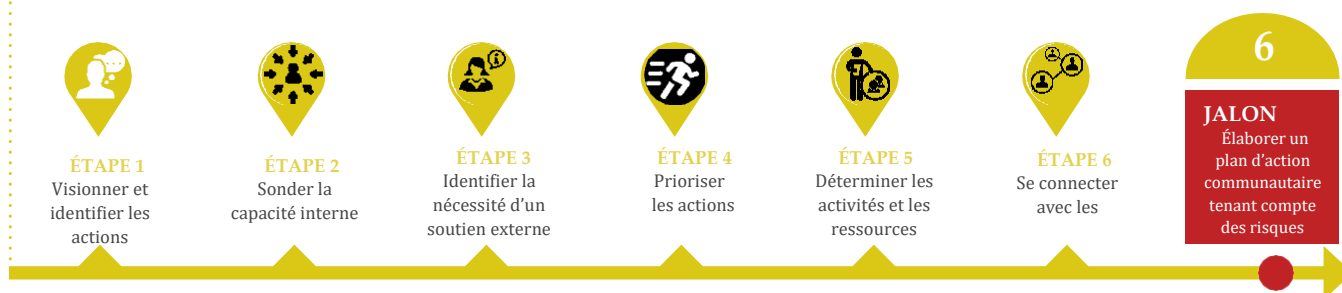 ÉTAPE 1
Visionner et
identifier les
actions
ÉTAPE 2
Sonder la
capacité interne
ÉTAPE 3
Identifier la
nécessité d’un
soutien externe
ÉTAPE 4
Prioriser
les actions
ÉTAPE 5
Déterminer les
activités et les
ressources
ÉTAPE 6
Se connecter
avec les
6
JALON
Élaborer un
plan d’action
communautaire
tenant compte
des risques